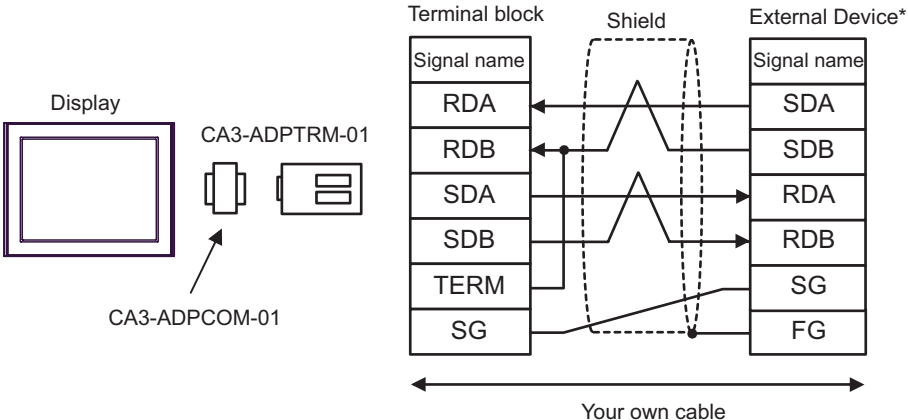 Terminal block
Shield
External Device*
Signal name
Signal name
Display
CA3-ADPTRM-01
CA3-ADPCOM-01
RDA
SDA
RDB
SDB
SDA
RDA
SDB
RDB
TERM
SG
SG
FG
Your own cable